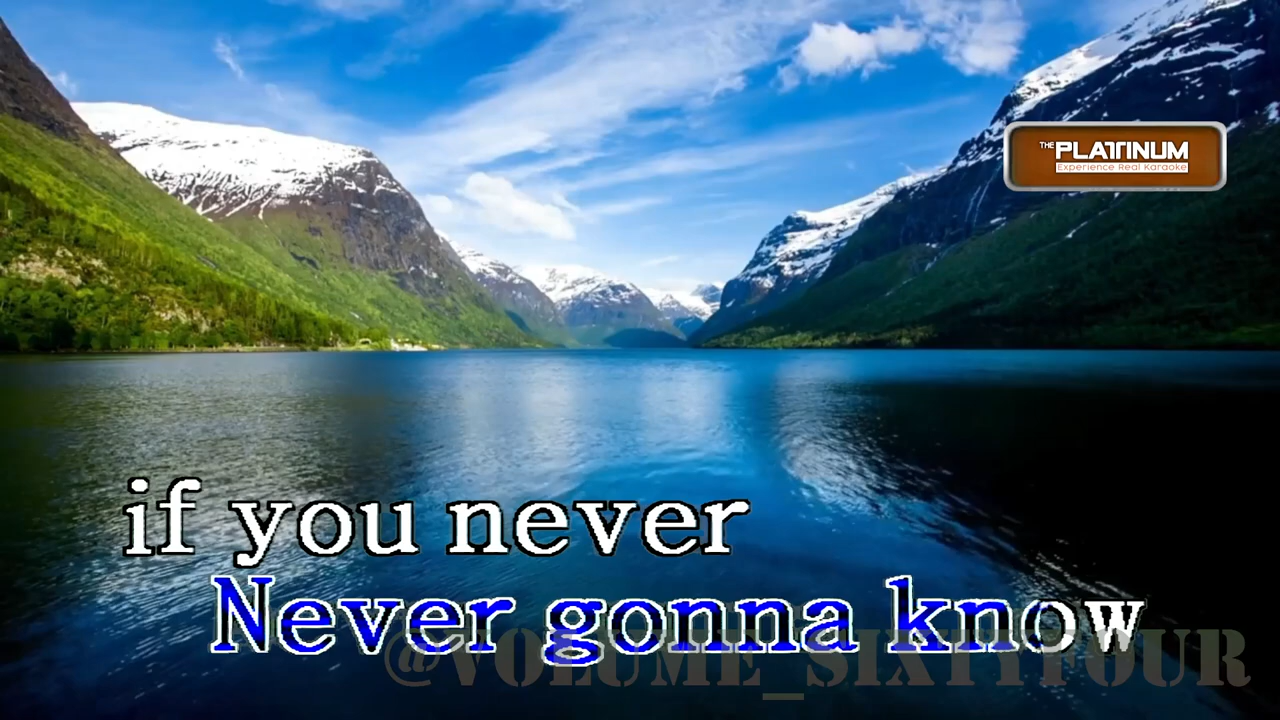 THE PLATINUM
Experience Real Karaoke
if you never
Never gonna know
@VOLUME_SIXTYFOUR